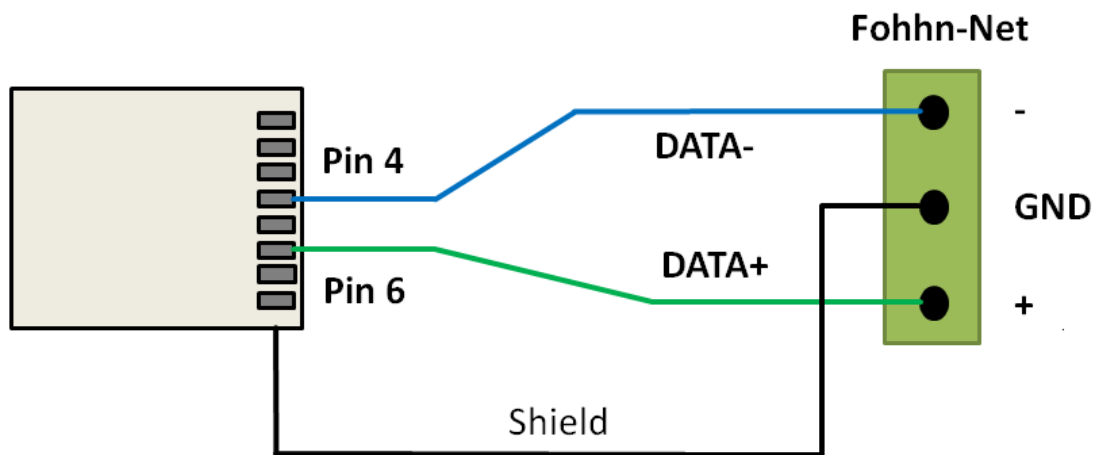 Fohhn-Net
-
Pin 4
DATA-
GND
DATA+
Pin 6
+
Shield